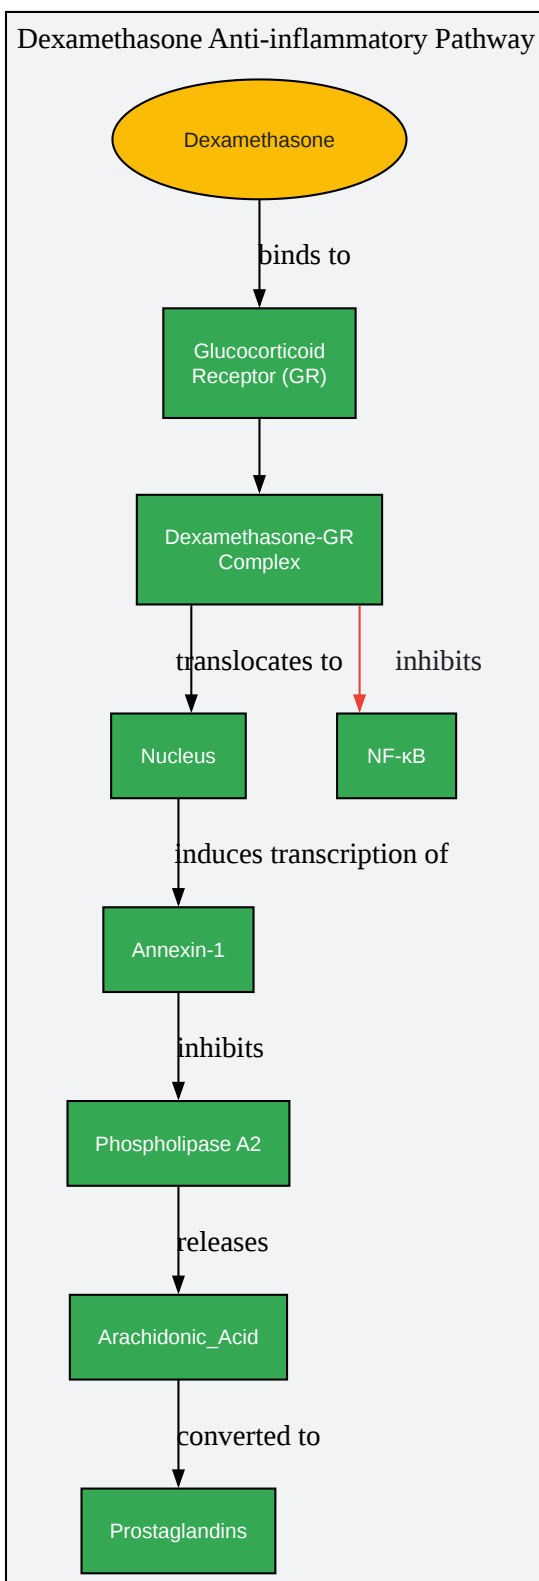 Dexamethasone Anti-inflammatory Pathway
Dexamethasone
binds to
Glucocorticoid
Receptor (GR)
Dexamethasone-GR
Complex
translocates to
inhibits
Nucleus
NF-κB
induces transcription of
Annexin-1
inhibits
Phospholipase A2
releases
Arachidonic_Acid
converted to
Prostaglandins